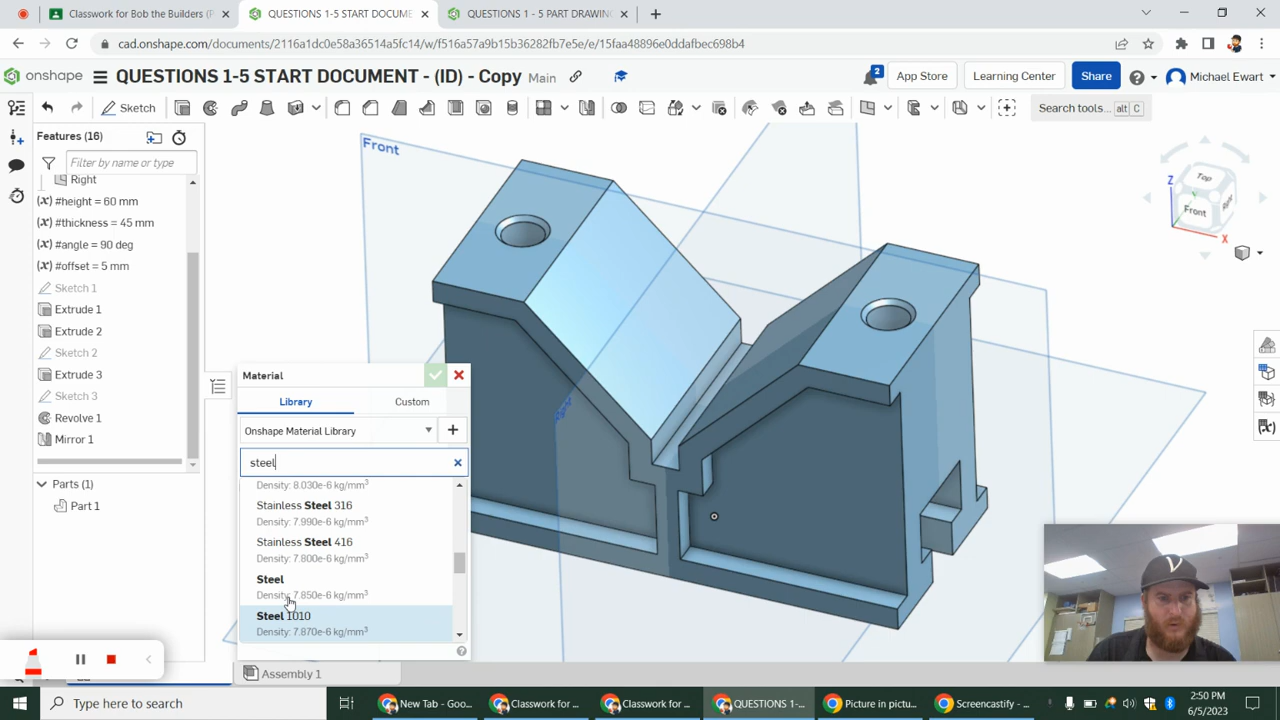 Classwork for Bob the Builders (P
QUESTIONS 1-5 START DOCUME
QUESTIONS 1 - 5 PART DRAWING
cad.onshape.com/documents/2116a1dc0e58a36514a5fc14/w/f516a57a9b15b36282fb7e5e/e/15faa48896e0ddafbec698b4
onshape
QUESTIONS 1-5 START DOCUMENT - (ID) - Copy Main
2
App Store
Learning Center
Share
Michael Ewart
Sketch
Search tools... alt C
Features (16)
Filter by name or type
Right
(x) #height = 60 mm
(x) #thickness = 45 mm
(x) #angle = 90 deg
(x) #offset = 5 mm
Sketch 1
Extrude 1
Extrude 2
Sketch 2
Extrude 3
Sketch 3
Revolve 1
Mirror 1
Parts (1)
Part 1
Front
Top
Front
Right
Z
X
Material
Library
Custom
Onshape Material Library
steel
Density: 8.030e-6 kg/mm³
Stainless Steel 316
Density: 7.990e-6 kg/mm³
Stainless Steel 416
Density: 7.800e-6 kg/mm³
Steel
Density: 7.850e-6 kg/mm³
Steel 1010
Density: 7.870e-6 kg/mm³
Assembly 1
Type here to search
New Tab - Goo...
Classwork for ...
Classwork for ...
QUESTIONS 1-...
Picture in pictu...
Screencastify - ...
2:50 PM
6/5/2023